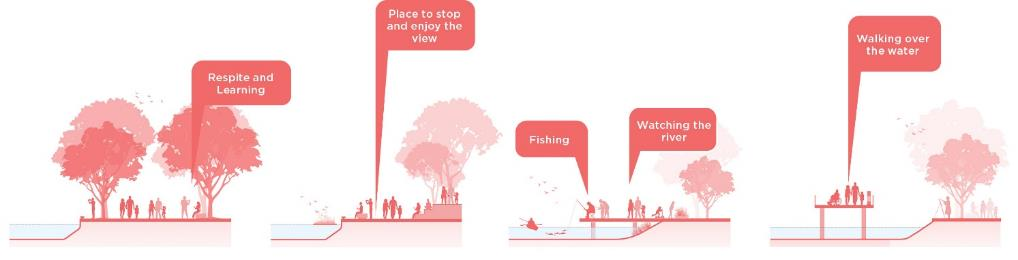 Respite and
Learning
Place to stop
and enjoy the
view
Fishing
Watching the
river
Walking over
the water